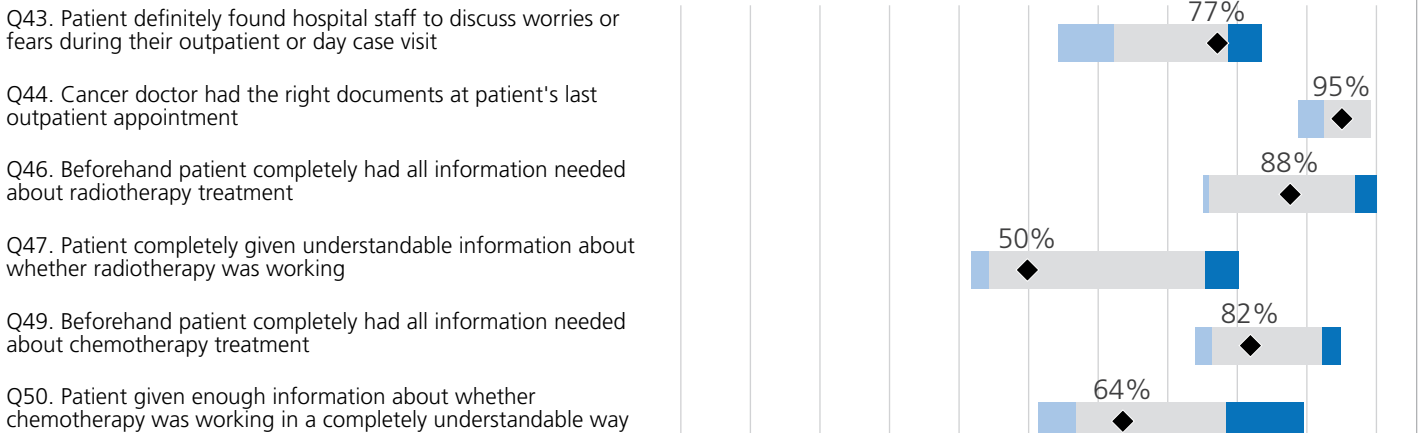 Q43. Patient definitely found hospital staff to discuss worries or
fears during their outpatient or day case visit
77%
Q44. Cancer doctor had the right documents at patient's last
outpatient appointment
95%
Q46. Beforehand patient completely had all information needed
about radiotherapy treatment
88%
Q47. Patient completely given understandable information about
whether radiotherapy was working
50%
Q49. Beforehand patient completely had all information needed
about chemotherapy treatment
82%
Q50. Patient given enough information about whether
chemotherapy was working in a completely understandable way
64%